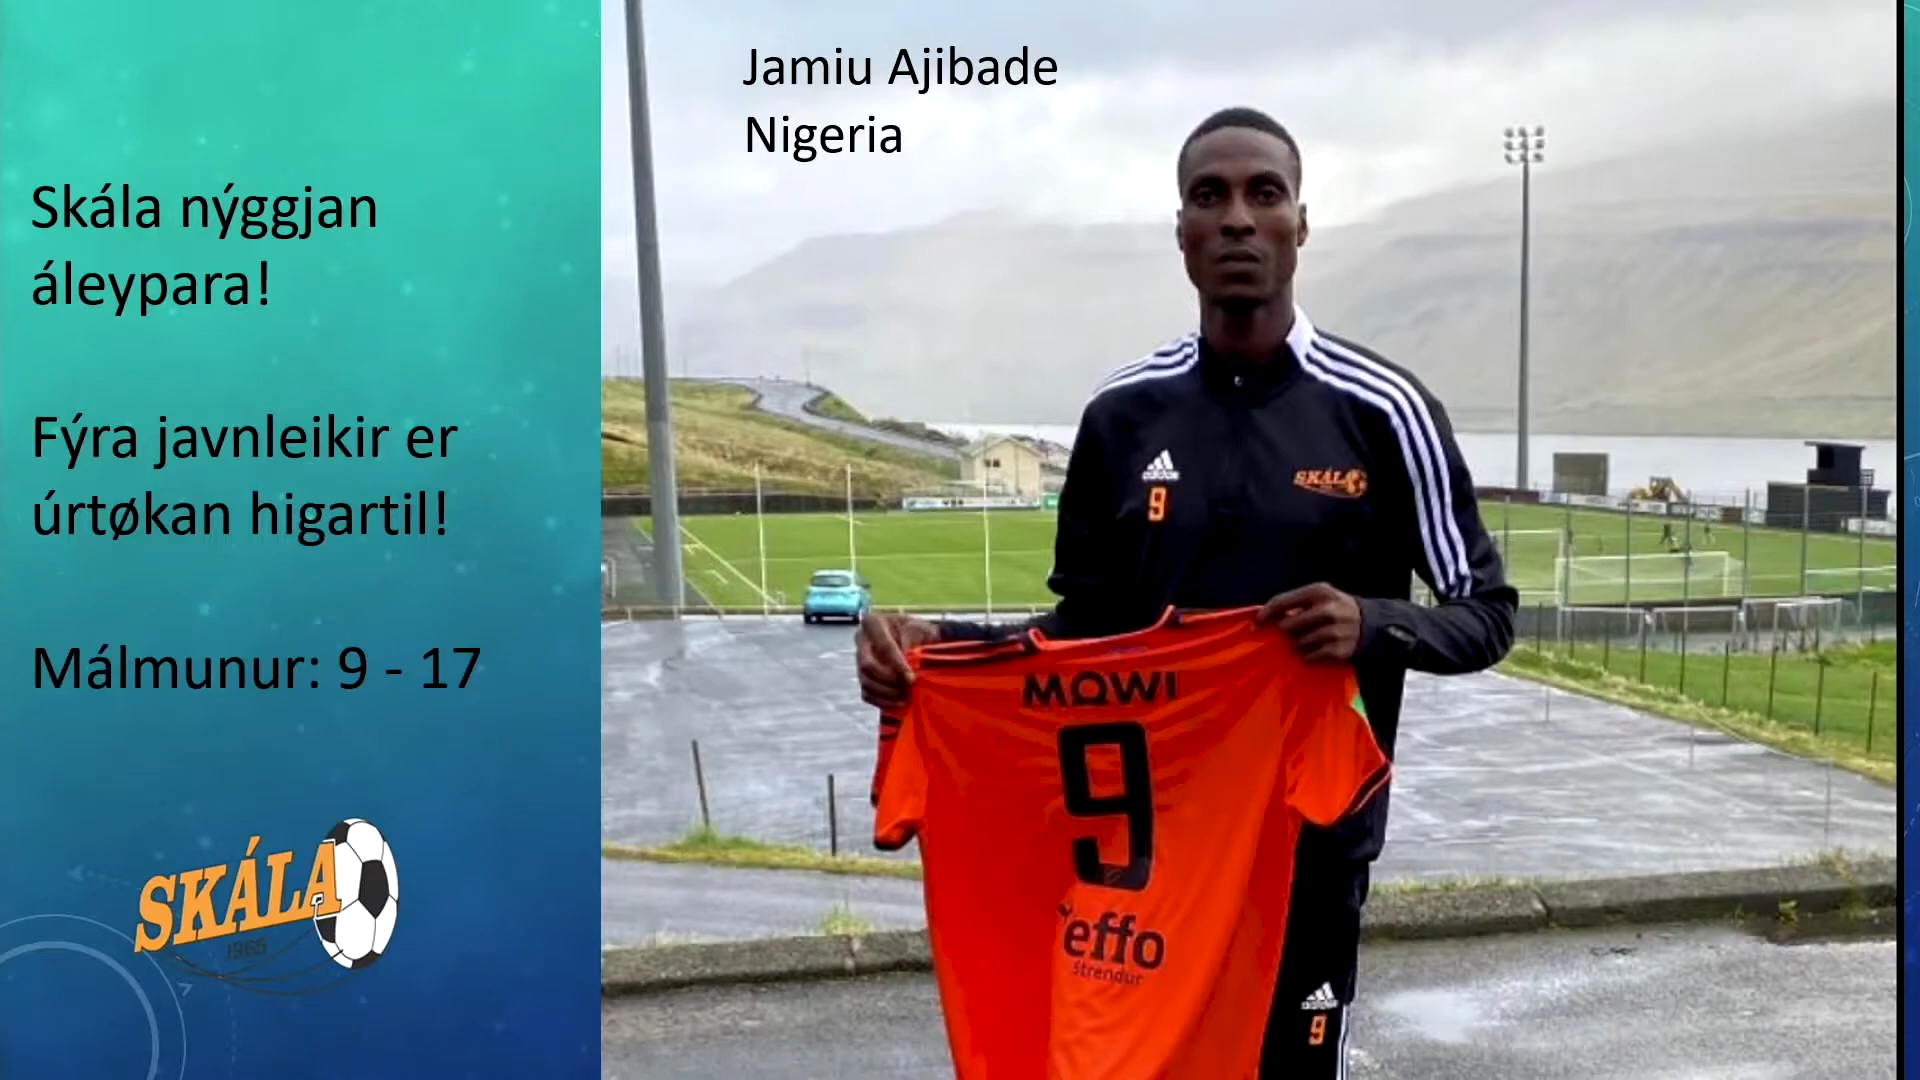 Jamiu Ajibade
Nigeria
Skála nýggjan
áleypara!
Fýra javnleikir er
úrtøkan higartil!
Málmunur: 9 - 17
SKÁLA
1965
adidas
9
SKÁLA
MOWI
9
effo
Strendur
adidas
9